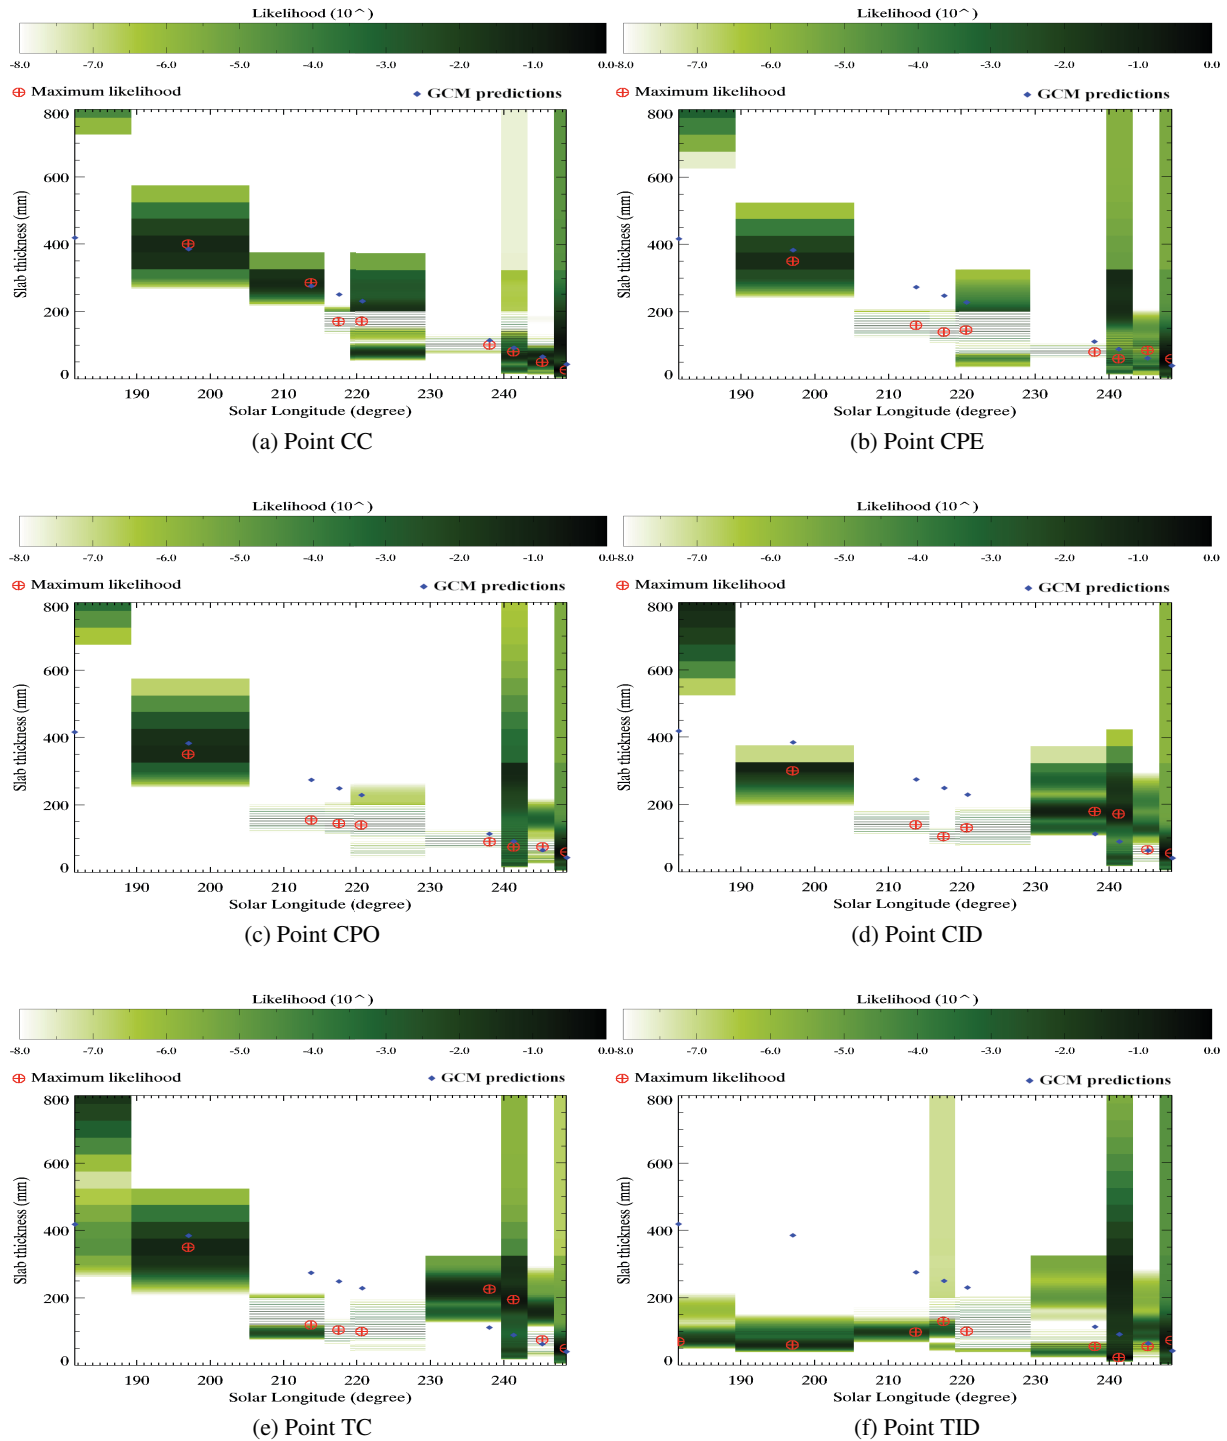 Likelihood (10^) Likelihood (10^)
-8.0 -7.0 -6.0 -5.0 -4.0 -3.0 -2.0 -1.0 0.0-8.0 -7.0 -6.0 -5.0 -4.0 -3.0 -2.0 -1.0 0.0
Maximum likelihood GCM predictions Maximum likelihood GCM predictions
800 800
600 600
400 400
200 200
0 0
Slab thickness (mm) Slab thickness (mm)
190 200 210 220 230 240 190 200 210 220 230 240
Solar Longitude (degree) Solar Longitude (degree)
(a) Point CC (b) Point CPE
Likelihood (10^) Likelihood (10^)
-8.0 -7.0 -6.0 -5.0 -4.0 -3.0 -2.0 -1.0 0.0-8.0 -7.0 -6.0 -5.0 -4.0 -3.0 -2.0 -1.0 0.0
Maximum likelihood GCM predictions Maximum likelihood GCM predictions
800 800
600 600
400 400
200 200
0 0
Slab thickness (mm) Slab thickness (mm)
190 200 210 220 230 240 190 200 210 220 230 240
Solar Longitude (degree) Solar Longitude (degree)
(c) Point CPO (d) Point CID
Likelihood (10^) Likelihood (10^)
-8.0 -7.0 -6.0 -5.0 -4.0 -3.0 -2.0 -1.0 0.0-8.0 -7.0 -6.0 -5.0 -4.0 -3.0 -2.0 -1.0 0.0
Maximum likelihood GCM predictions Maximum likelihood GCM predictions
800 800
600 600
400 400
200 200
0 0
Slab thickness (mm) Slab thickness (mm)
190 200 210 220 230 240 190 200 210 220 230 240
Solar Longitude (degree) Solar Longitude (degree)
(e) Point TC (f) Point TID